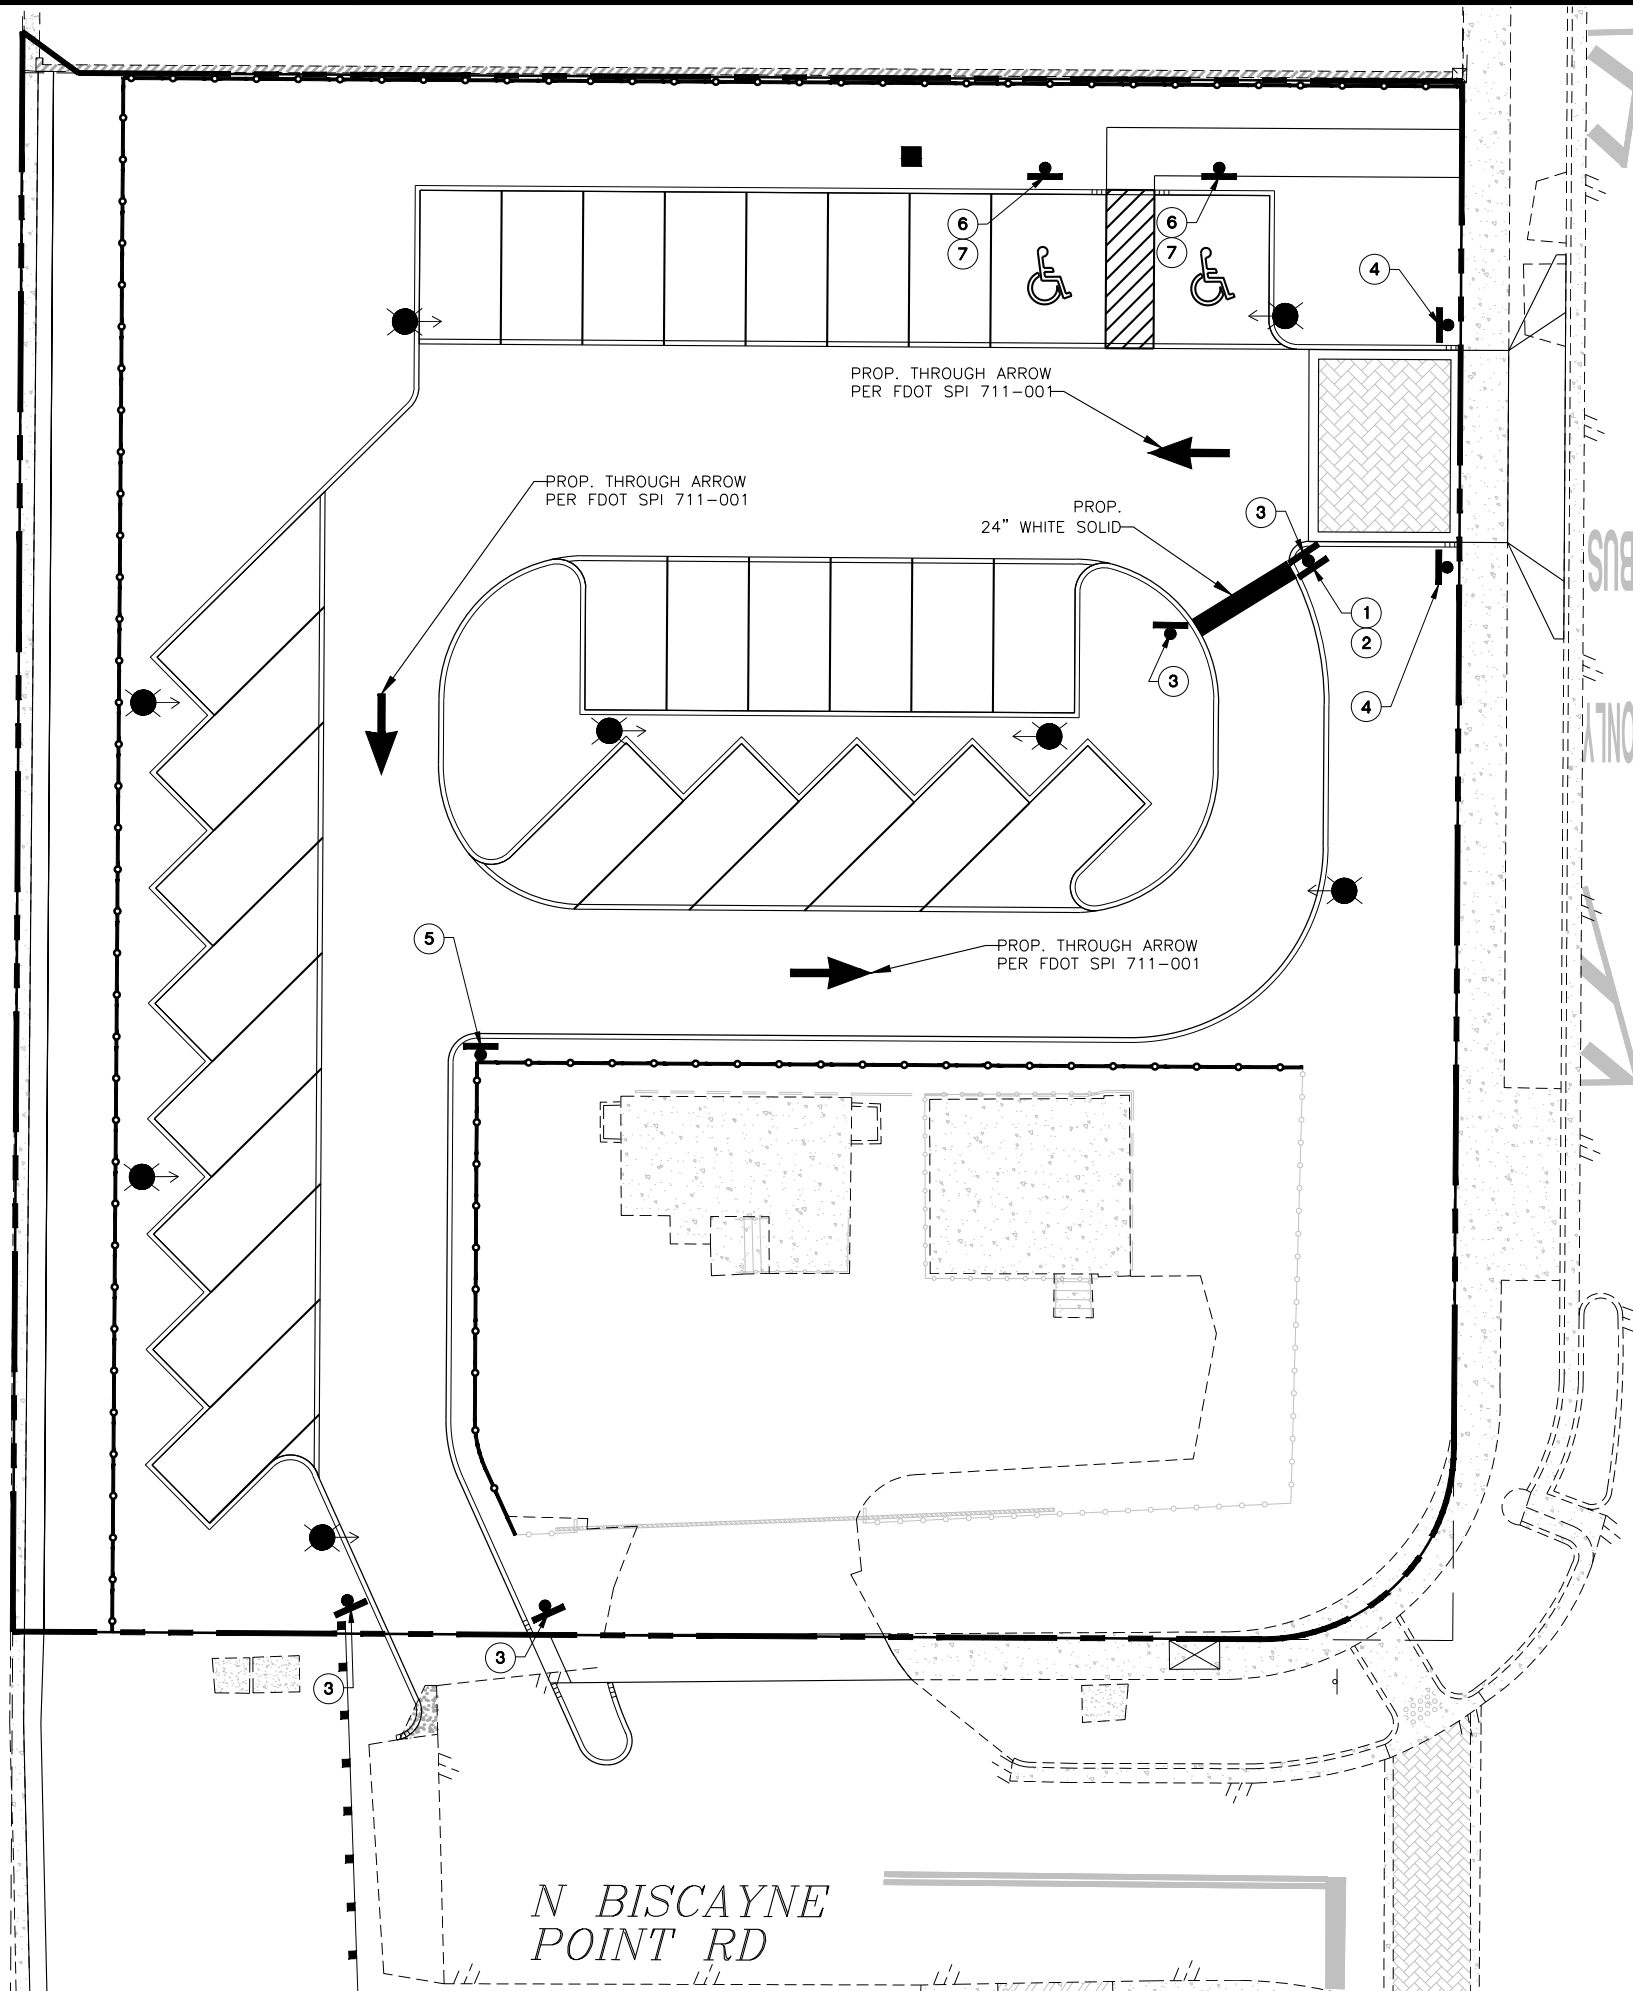 6
7
6
7
4
PROP. THROUGH ARROW
PER FDOT SPI 711-001
PROP. THROUGH ARROW
PER FDOT SPI 711-001
PROP.
24" WHITE SOLID
3
BUS
1
2
3
4
ONLY
5
PROP. THROUGH ARROW
PER FDOT SPI 711-001
3
3
N BISCAYNE
POINT RD